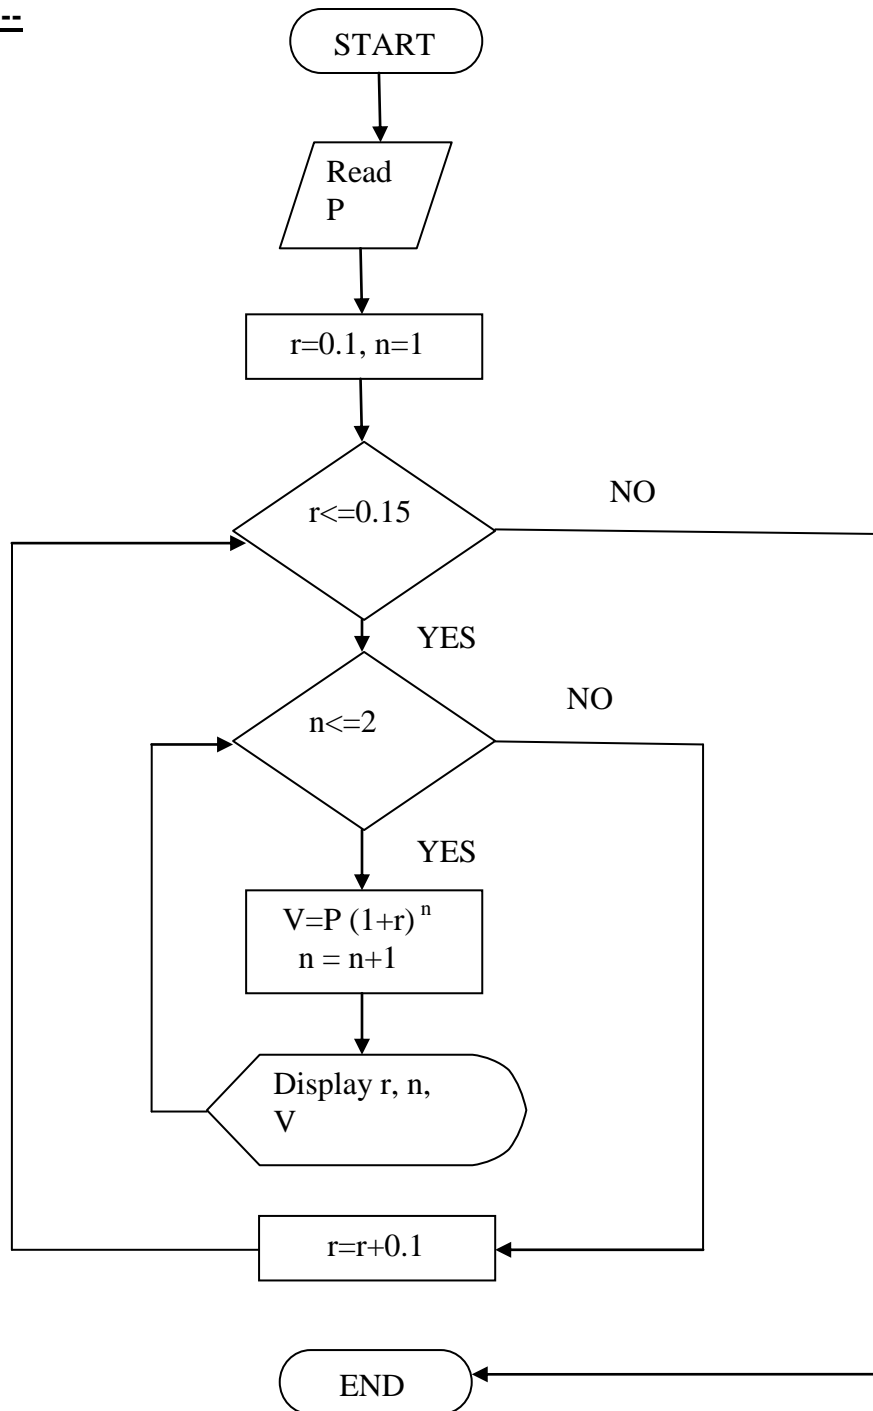 --
START
Read
P
r=0.1, n=1
r<=0.15
NO
YES
n<=2
NO
YES
V=P (1+r) n
n = n+1
Display r, n,
V
r=r+0.1
END